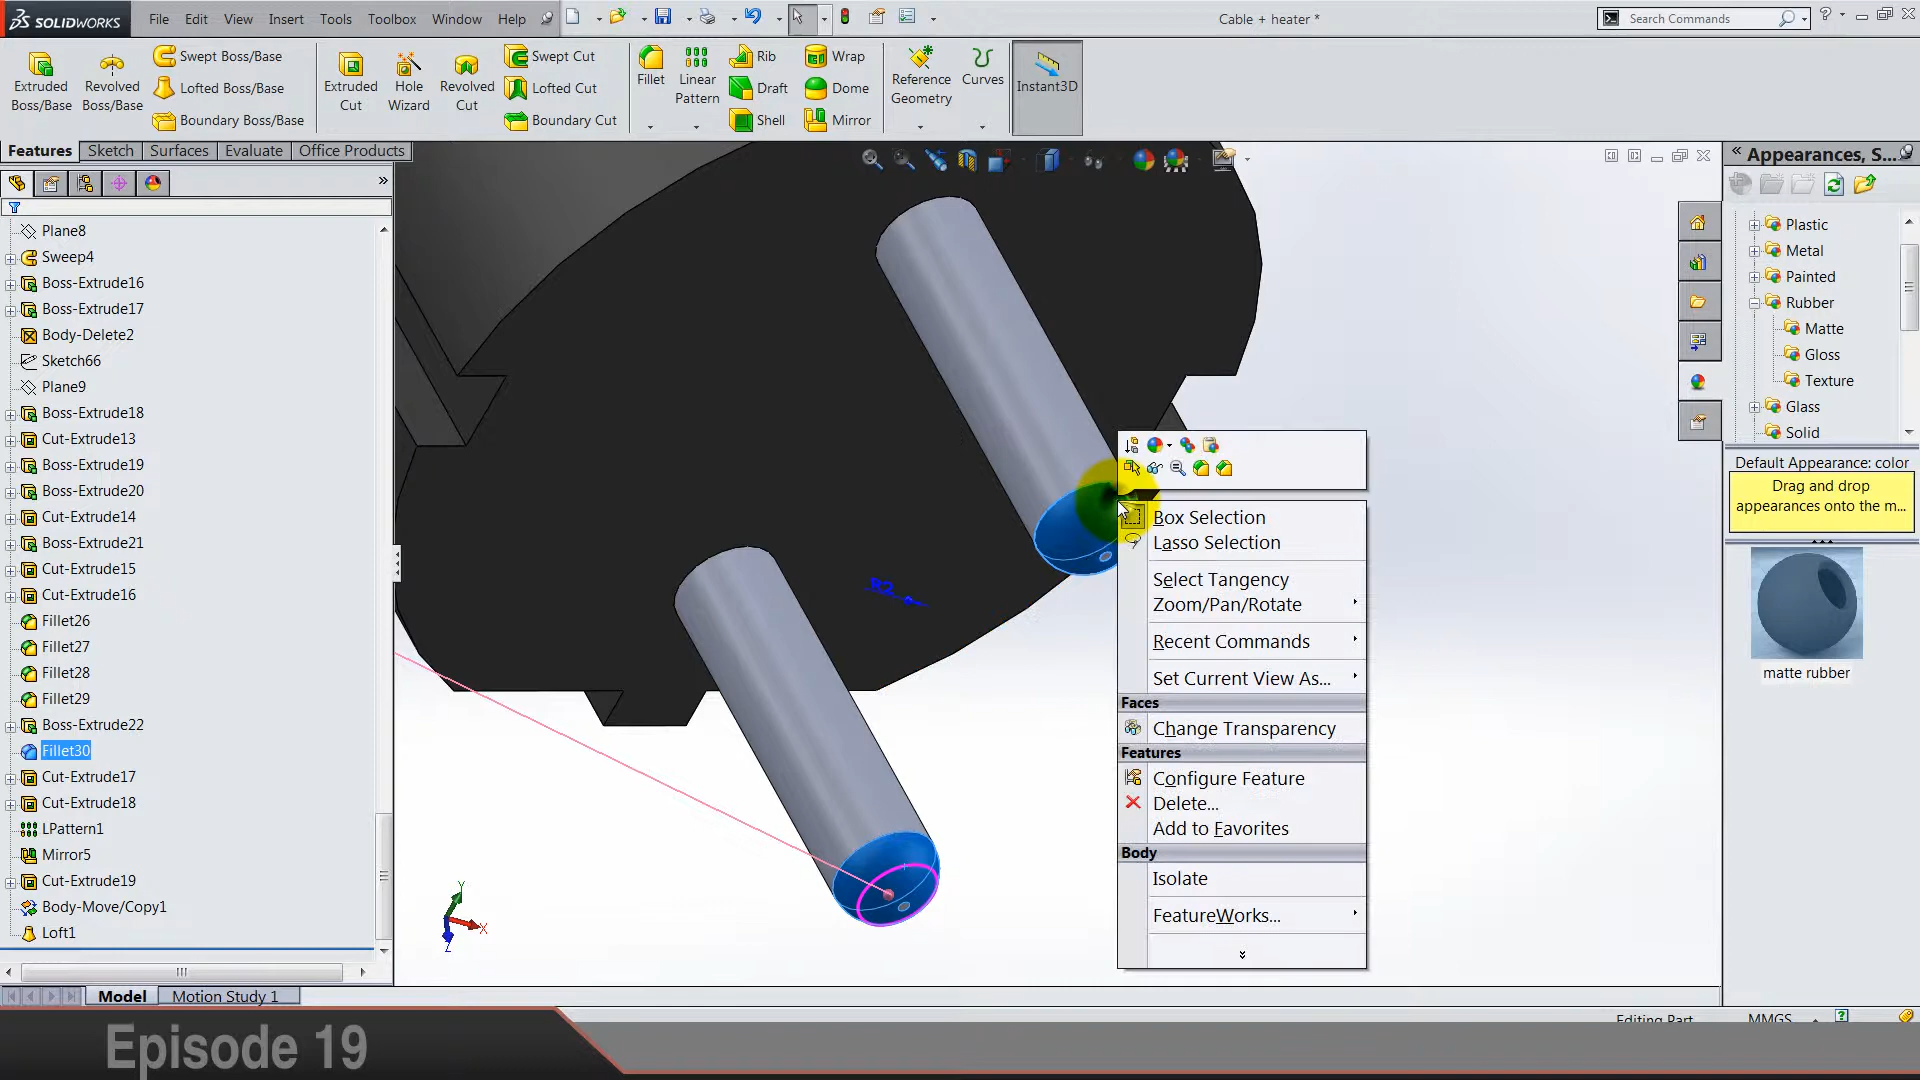 SOLIDWORKS File Edit View Insert Tools Toolbox Window Help Cable + heater * Search Commands
Extruded Boss/Base
Revolved Boss/Base
Swept Boss/Base
Lofted Boss/Base
Boundary Boss/Base
Extruded Cut
Hole Wizard
Revolved Cut
Swept Cut
Lofted Cut
Boundary Cut
Fillet
Linear Pattern
Rib
Draft
Shell
Wrap
Dome
Mirror
Reference Geometry
Curves
Instant3D
Features Sketch Surfaces Evaluate Office Products
Plane8
Sweep4
Boss-Extrude16
Boss-Extrude17
Body-Delete2
Sketch66
Plane9
Boss-Extrude18
Cut-Extrude13
Boss-Extrude19
Boss-Extrude20
Cut-Extrude14
Boss-Extrude21
Cut-Extrude15
Cut-Extrude16
Fillet26
Fillet27
Fillet28
Fillet29
Boss-Extrude22
Fillet30
Cut-Extrude17
Cut-Extrude18
LPattern1
Mirror5
Cut-Extrude19
Body-Move/Copy1
Loft1
R2
Y
X
Z
Box Selection
Lasso Selection
Select Tangency
Zoom/Pan/Rotate
Recent Commands
Set Current View As...
Faces
Change Transparency
Features
Configure Feature
Delete...
Add to Favorites
Body
Isolate
FeatureWorks...
Appearances, S...
Plastic
Metal
Painted
Rubber
Matte
Gloss
Texture
Glass
Solid
Default Appearance: color
Drag and drop
appearances onto the m...
matte rubber
Model Motion Study 1
Editing Part MMGS
Episode 19